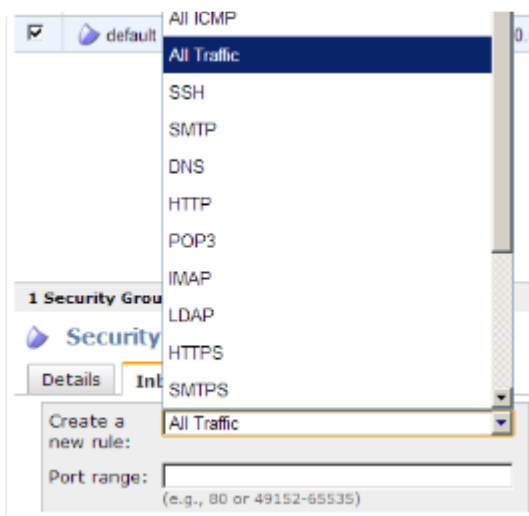 All ICMP
default
0.
All Traffic
SSH
SMTP
DNS
HTTP
POP3
IMAP
1 Security Grou
LDAP
Security
HTTPS
Details
Inb
SMTPS
Create a new rule:
All Traffic
Port range:
(e.g., 80 or 49152-65535)